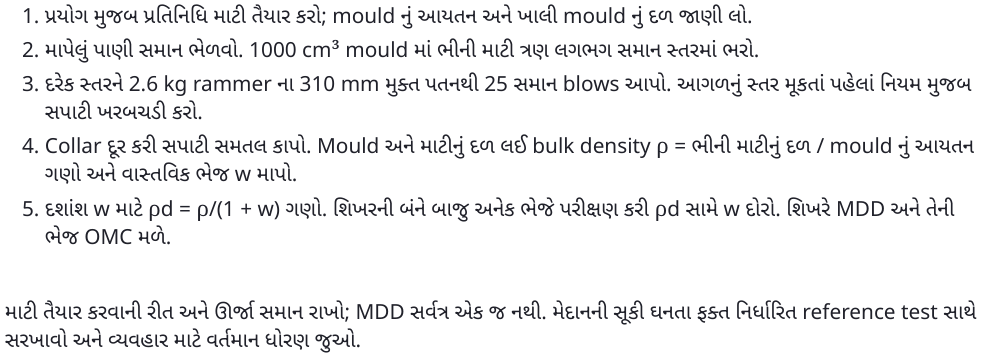 1. પ્રયોગ મુજબ પ્રતિનિધિ માટી તૈયાર કરો; mould નું આયતન અને ખાલી mould નું દળ જાણી લો.
2. માપેલું પાણી સમાન ભેળવો. 1000 cm³ mould માં ભીની માટી ત્રણ લગભગ સમાન સ્તરમાં ભરો.
3. દરેક સ્તરને 2.6 kg rammer ના 310 mm મુક્ત પતનથી 25 સમાન blows આપો. આગળનું સ્તર મૂકતાં પહેલાં નિયમ મુજબ
સપાટી ખરબચડી કરો.
4. Collar દૂર કરી સપાટી સમતલ કાપો. Mould અને માટીનું દળ લઈ bulk density ρ = ભીની માટીનું દળ / mould નું આયતન
ગણો અને વાસ્તવિક ભેજ w માપો.
5. દશાંશ w માટે ρd = ρ/(1 + w) ગણો. શિખરની બંને બાજુ અનેક ભેજે પરીક્ષણ કરી ρd સામે w દોરો. શિખરે MDD અને તેની
ભેજ OMC મળે.
માટી તૈયાર કરવાની રીત અને ઊર્જા સમાન રાખો; MDD સર્વત્ર એક જ નથી. મેદાનની સૂકી ઘનતા ફક્ત નિર્ધારિત reference test સાથે
સરખાવો અને વ્યવહાર માટે વર્તમાન ધોરણ જુઓ.